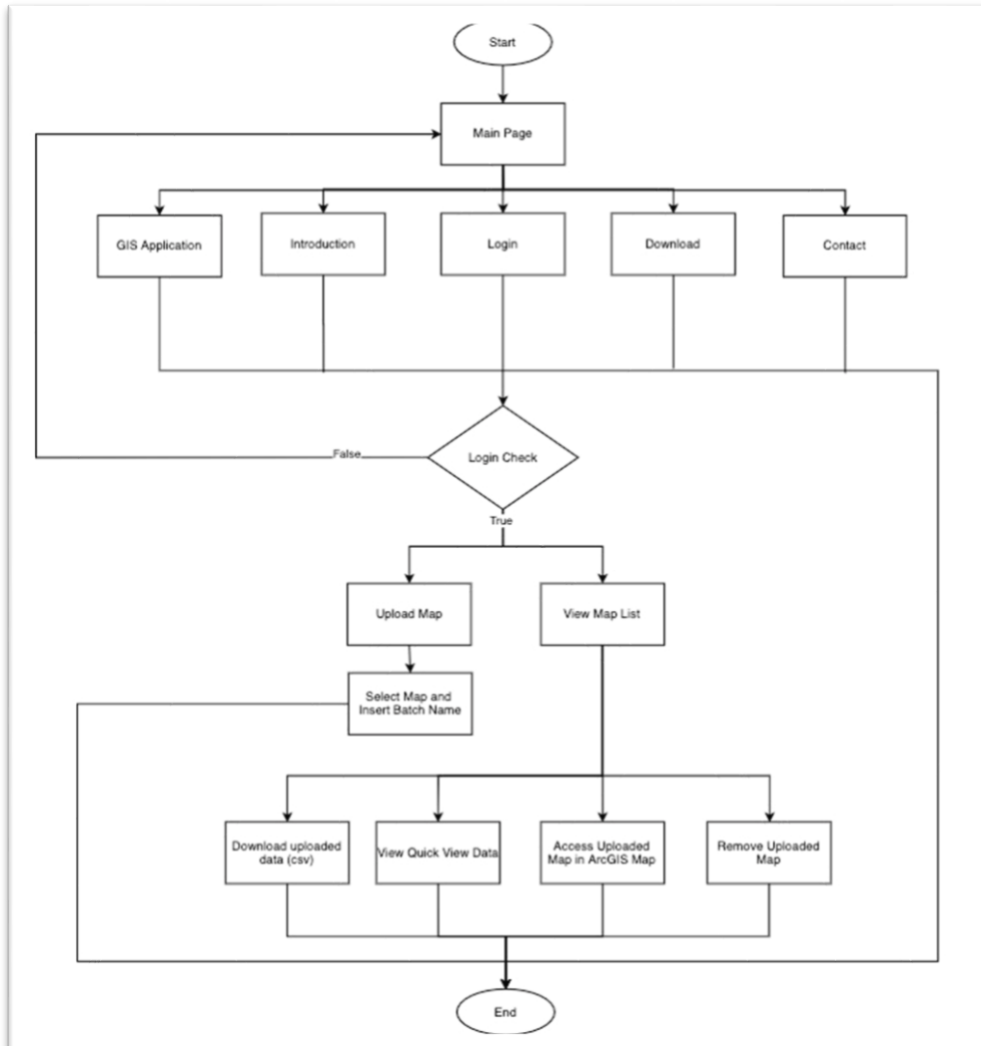 Start
Main Page
GIS Application
Introduction
Login
Download
Contact
Login Check
False
True
Upload Map
View Map List
Select Map and
Insert Batch Name
Download uploaded
data (csv)
View Quick View Data
Access Uploaded
Map in ArcGIS Map
Remove Uploaded
Map
End